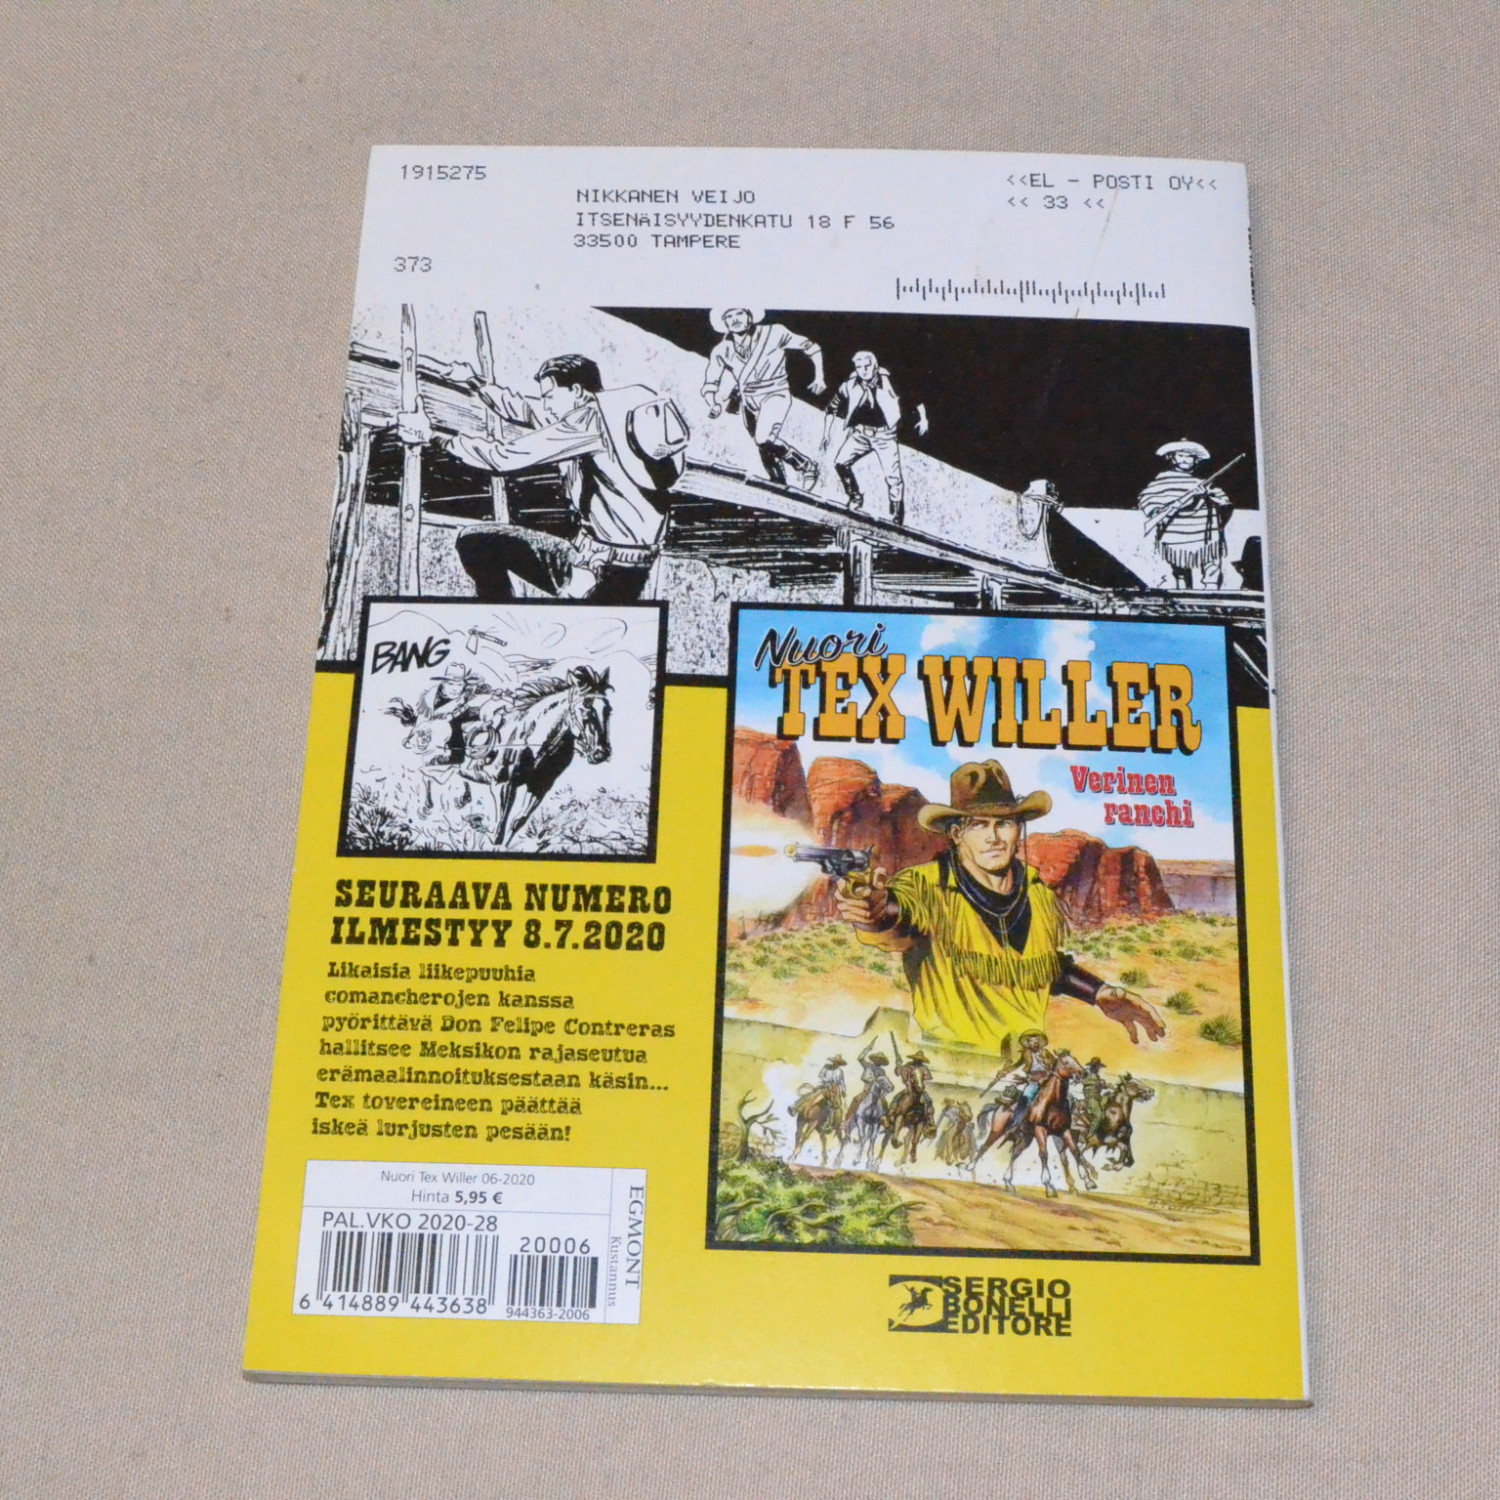 1915275
NIKKANEN VEIJO
ITSENÄISYYDENKATU 18 F 56
33500 TAMPERE
<<EL - POSTI OY<<
<< 33 <<
373
BANG
Nuori
TEX WILLER
Verinen
ranchi
SEURAAVA NUMERO
ILMESTYY 8.7.2020
Likaisia liikepuuhia
comancherojen kanssa
pyörittävä Don Felipe Contreras
hallitsee Meksikon rajaseutua
erämaalinnoituksestaan käsin...
Tex tovereineen päättää
iskeä lurjusten pesään!
Nuori Tex Willer 06-2020
Hinta 5,95 €
PAL.VKO 2020-28
20006
6 414889 443638
944363-2006
EGMONT
Kustannus
SERGIO
BONELLI
EDITORE